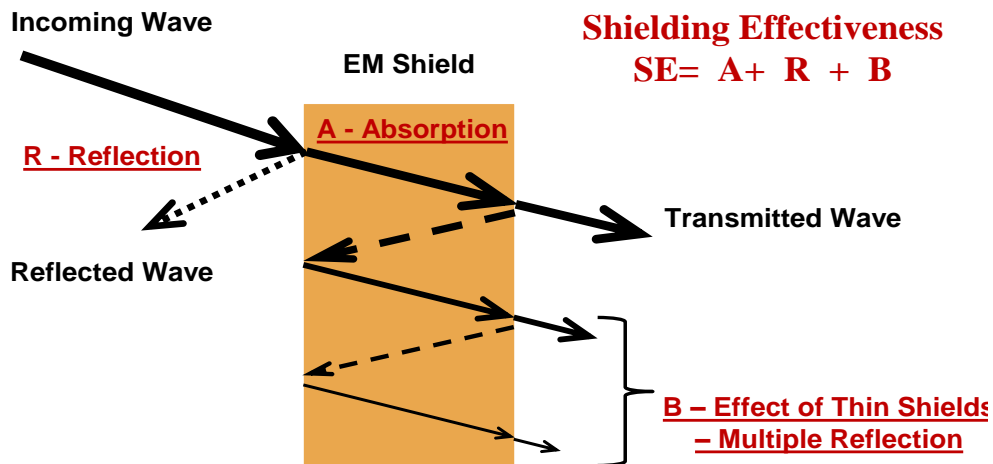 Incoming Wave
Shielding Effectiveness
SE= A+ R + B
EM Shield
A - Absorption
R - Reflection
Transmitted Wave
Reflected Wave
B – Effect of Thin Shields
– Multiple Reflection